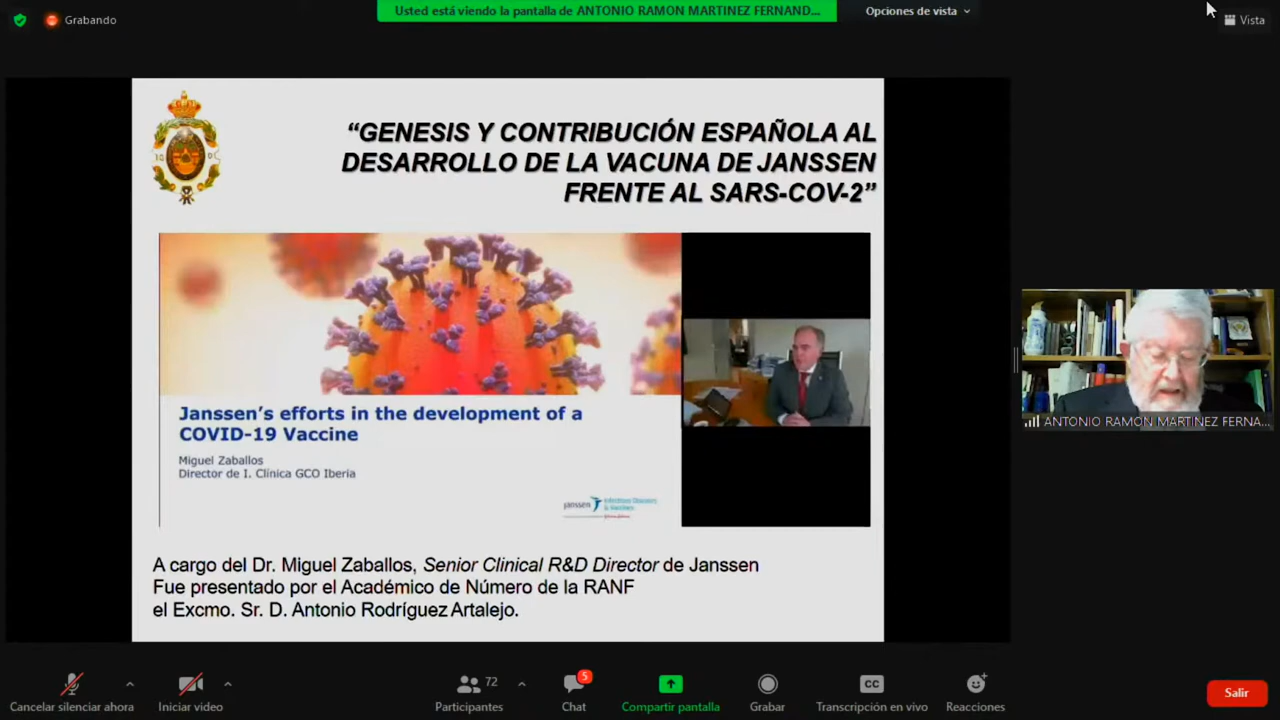 Grabando
Usted está viendo la pantalla de ANTONIO RAMON MARTINEZ FERNAND...
Opciones de vista
Vista
“GENESIS Y CONTRIBUCIÓN ESPAÑOLA AL
DESARROLLO DE LA VACUNA DE JANSSEN
FRENTE AL SARS-COV-2”
Janssen’s efforts in the development of a
COVID-19 Vaccine
Miguel Zaballos
Director de I. Clínica GCO Iberia
janssen
Infectious Diseases
& Vaccines
A cargo del Dr. Miguel Zaballos, Senior Clinical R&D Director de Janssen
Fue presentado por el Académico de Número de la RANF
el Excmo. Sr. D. Antonio Rodríguez Artalejo.
ANTONIO RAMON MARTINEZ FERNA...
72
5
CC
Cancelar silenciar ahora
Iniciar video
Participantes
Chat
Compartir pantalla
Grabar
Transcripción en vivo
Reacciones
Salir